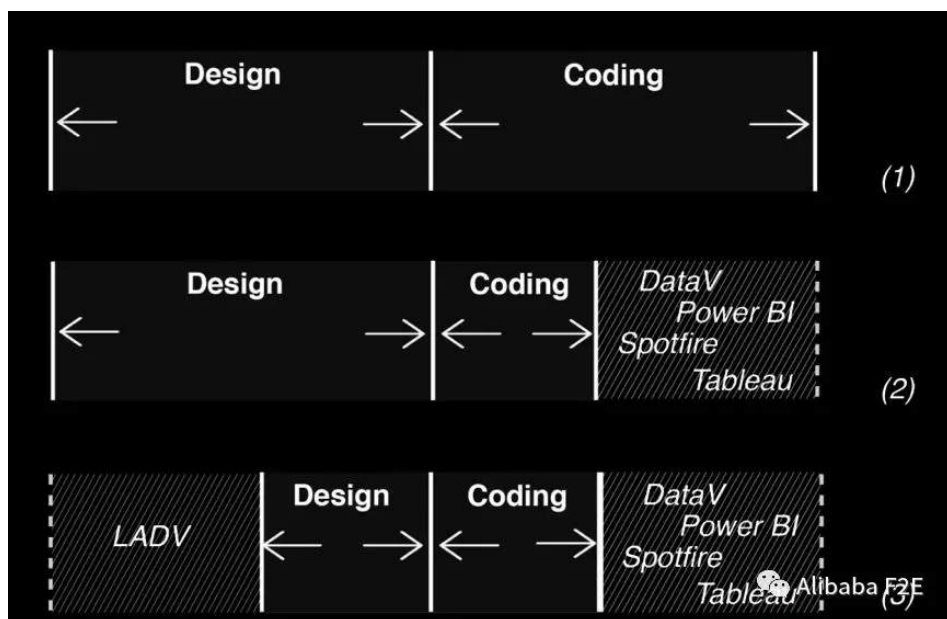 Design
Coding
(1)
Design
Coding
DataV
Power BI
Spotfire
Tableau
(2)
LADV
Design
Coding
DataV
Power BI
Spotfire
Tableau
(3)
Alibaba F2E